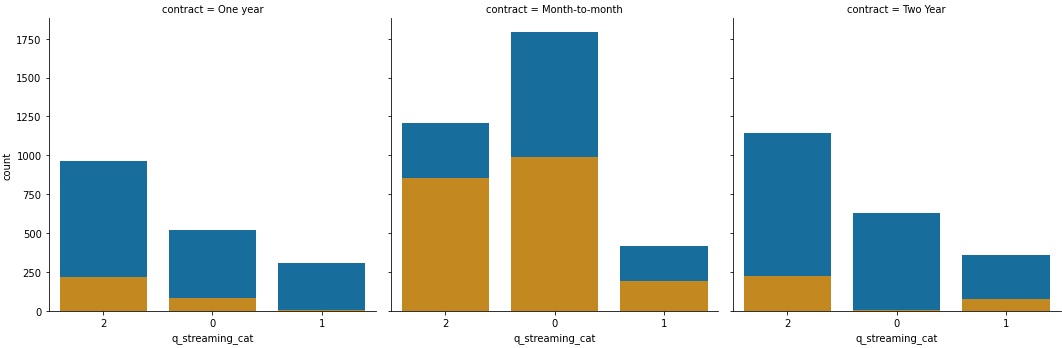 contract = One year
contract = Month-to-month
contract = Two Year
count
1750
1500
1250
1000
750
500
250
0
2 0 1
2 0 1
2 0 1
q_streaming_cat
q_streaming_cat
q_streaming_cat